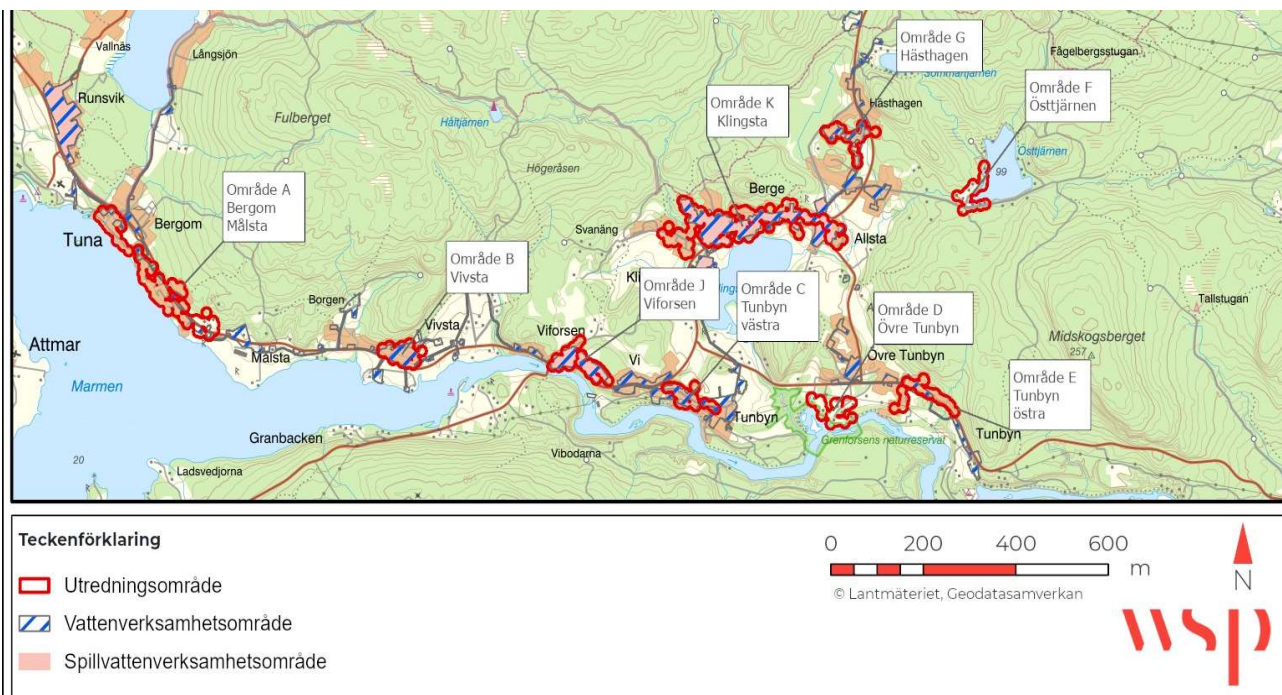 Vallnäs
Långsjön
Runsvik
Fulberget
Håltjärnen
Högeråsen
Område G
Hästhagen
Sommartjärnen
Fågelbergsstugan
Hästhagen
Område K
Klingsta
Område F
Östtjärnen
Östtjärnen
99
Område A
Bergom
Målsta
Bergom
Tuna
Berge
Svanäng
Allsta
Område B
Vivsta
Kli
Område J
Viforsen
Område C
Tunbyn
västra
Tallstugan
Borgen
Vivsta
Viforsen
Område D
Övre Tunbyn
Midskogsberget
257
Attmar
Målsta
Vi
Övre Tunbyn
Område E
Tunbyn
östra
Marmen
Tunbyn
Tunbyn
Granbacken
Grenforsens naturreservat
Vibodarna
20
Ladsvedjorna
Teckenförklaring
Utredningsområde
Vattenverksamhetsområde
Spillvattenverksamhetsområde
0 200 400 600
m
© Lantmäteriet, Geodatasamverkan
N
wsp